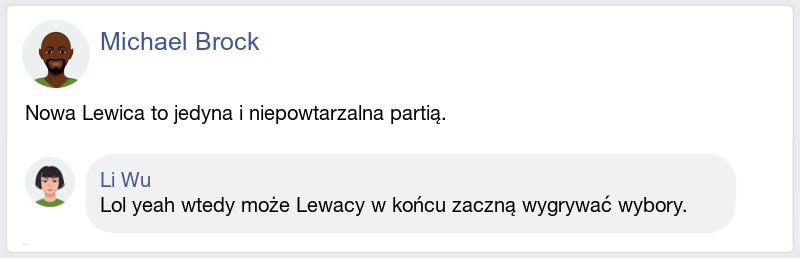 Michael Brock
Nowa Lewica to jedyna i niepowtarzalna partią.
Li Wu
Lol yeah wtedy może Lewacy w końcu zaczną wygrywać wybory.